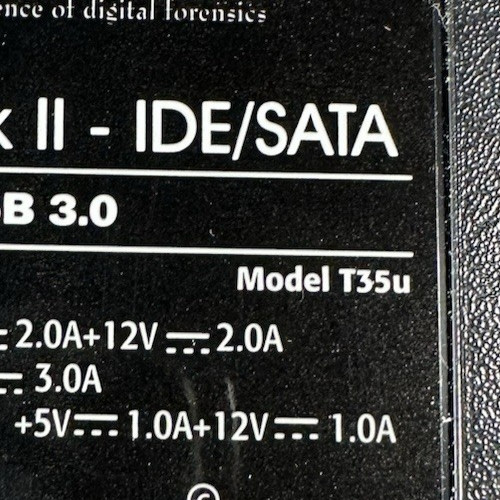 of digital forensics
II - IDE/SATA
B 3.0
Model T35u
2.0A+12V ⎓ 2.0A
⎓ 3.0A
+5V⎓ 1.0A+12V⎓ 1.0A